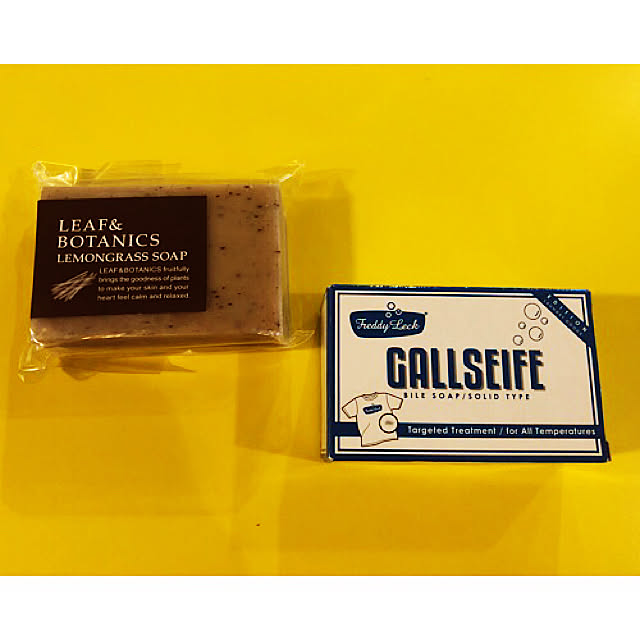 LEAF&
BOTANICS
LEMONGRASS SOAP
LEAF&BOTANICS fruitfully
brings the goodness of plants
to make your skin and your
heart feel calm and relaxed
Freddy Leck
GALLSEIFE
BILE SOAP/SOLID TYPE
Targeted Treatment / for All Temperatures